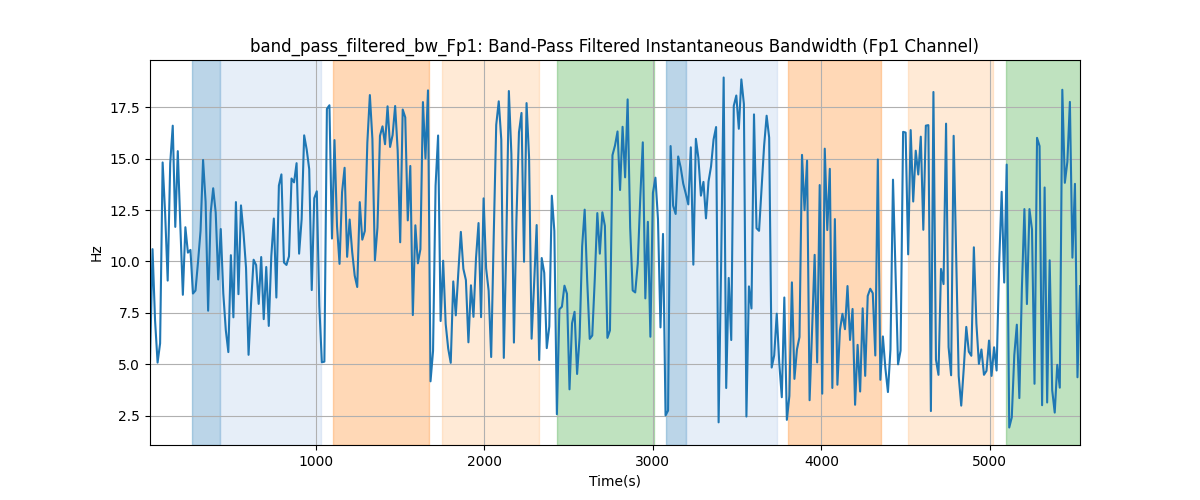 band_pass_filtered_bw_Fp1: Band-Pass Filtered Instantaneous Bandwidth (Fp1 Channel)
17.5
15.0
12.5
10.0
7.5
5.0
2.5
Hz
1000 2000 3000 4000 5000
Time(s)